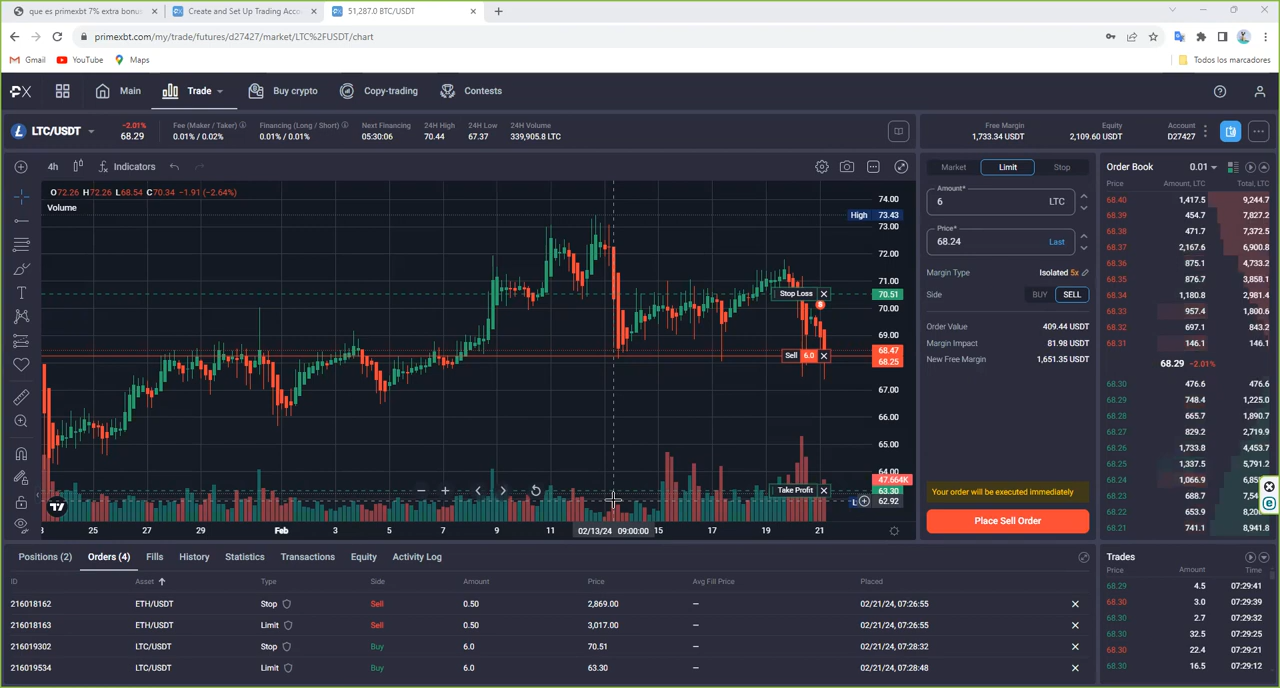 que es primexbt 7% extra bonu
Create and Set Up Trading Acco
51,287.0 BTC/USDT
primexbt.com/my/trade/futures/d27427/market/LTC%2FUSDT/chart
Gmail YouTube Maps Todos los marcadores
PX Main Trade Buy crypto Copy-trading Contests
LTC/USDT -2.01% 68.29
Fee (Maker / Taker) 0.01% / 0.02%
Financing (Long / Short) 0.01% / 0.01%
Next Financing 05:30:06
24H High 70.44
24H Low 67.37
24H Volume 339,905.8 LTC
Free Margin 1,733.34 USDT
Equity 2,109.60 USDT
Account D27427
4h Indicators
O72.26 H72.26 L68.54 C70.34 -1.91 (-2.64%)
Volume
74.00
High 73.43
73.00
72.00
71.00
Stop Loss 70.51
70.00
69.00
68.47
Sell 6.0 68.25
67.00
66.00
65.00
64.00
47.664K
Take Profit 63.30
62.92
25 27 29 Feb 3 5 7 9 11 02/13/24 09:00:00 15 17 19 21
Market Limit Stop
Amount*
6 LTC
Price*
68.24 Last
Margin Type Isolated 5x
Side BUY SELL
Order Value 409.44 USDT
Margin Impact 81.98 USDT
New Free Margin 1,651.35 USDT
Your order will be executed immediately
Place Sell Order
Order Book 0.01
Price Amount, LTC Total, LTC
68.40 1,417.5 9,244.7
68.39 454.7 7,827.2
68.38 471.7 7,372.5
68.37 2,167.6 6,900.8
68.36 875.1 4,733.2
68.35 876.7 3,858.1
68.34 1,180.8 2,981.4
68.33 957.4 1,800.6
68.32 697.1 843.2
68.31 146.1 146.1
68.29 -2.01%
68.30 476.6 476.6
68.29 748.4 1,225.0
68.28 665.7 1,890.7
68.27 829.2 2,719.9
68.26 1,733.8 4,453.7
68.25 1,337.5 5,791.2
68.24 1,066.9
68.23 688.7
68.22 653.9
68.21 741.1 8,941.8
Positions (2) Orders (4) Fills History Statistics Transactions Equity Activity Log
ID Asset Type Side Amount Price Avg Fill Price Placed
216018162 ETH/USDT Stop Sell 0.50 2,869.00 – 02/21/24, 07:26:55
216018163 ETH/USDT Limit Sell 0.50 3,017.00 – 02/21/24, 07:26:55
216019302 LTC/USDT Stop Buy 6.0 70.51 – 02/21/24, 07:28:32
216019534 LTC/USDT Limit Buy 6.0 63.30 – 02/21/24, 07:28:48
Trades
Price Amount Time
68.29 4.5 07:29:41
68.30 3.0 07:29:39
68.30 2.7 07:29:32
68.30 32.5 07:29:25
68.30 22.4 07:29:21
68.30 16.5 07:29:12